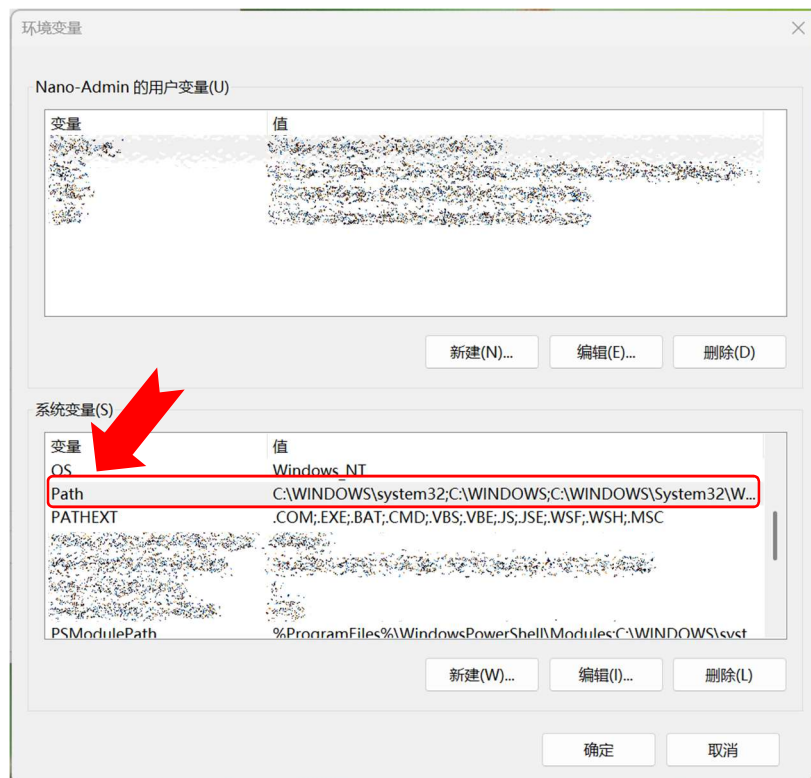 环境变量
Nano-Admin 的用户变量(U)
变量 值
新建(N)... 编辑(E)... 删除(D)
系统变量(S)
变量 值
OS Windows_NT
Path C:\WINDOWS\system32;C:\WINDOWS;C:\WINDOWS\System32\W...
PATHEXT .COM;.EXE;.BAT;.CMD;.VBS;.VBE;.JS;.JSE;.WSF;.WSH;.MSC
PSModulePath %ProgramFiles%\WindowsPowerShell\Modules;C:\WINDOWS\syst
新建(W)... 编辑(I)... 删除(L)
确定 取消